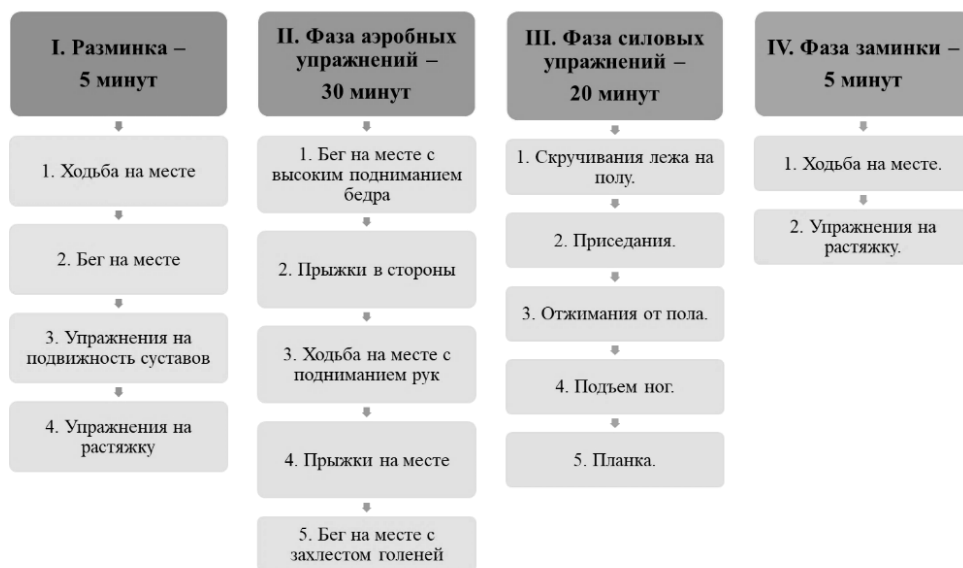 I. Разминка –
5 минут
1. Ходьба на месте
2. Бег на месте
3. Упражнения на
подвижность суставов
4. Упражнения на
растяжку
II. Фаза аэробных
упражнений –
30 минут
1. Бег на месте с
высоким подниманием
бедра
2. Прыжки в стороны
3. Ходьба на месте с
подниманием рук
4. Прыжки на месте
5. Бег на месте с
захлестом голеней
III. Фаза силовых
упражнений –
20 минут
1. Скручивания лежа на
полу.
2. Приседания.
3. Отжимания от пола.
4. Подъем ног.
5. Планка.
IV. Фаза заминки –
5 минут
1. Ходьба на месте.
2. Упражнения на
растяжку.